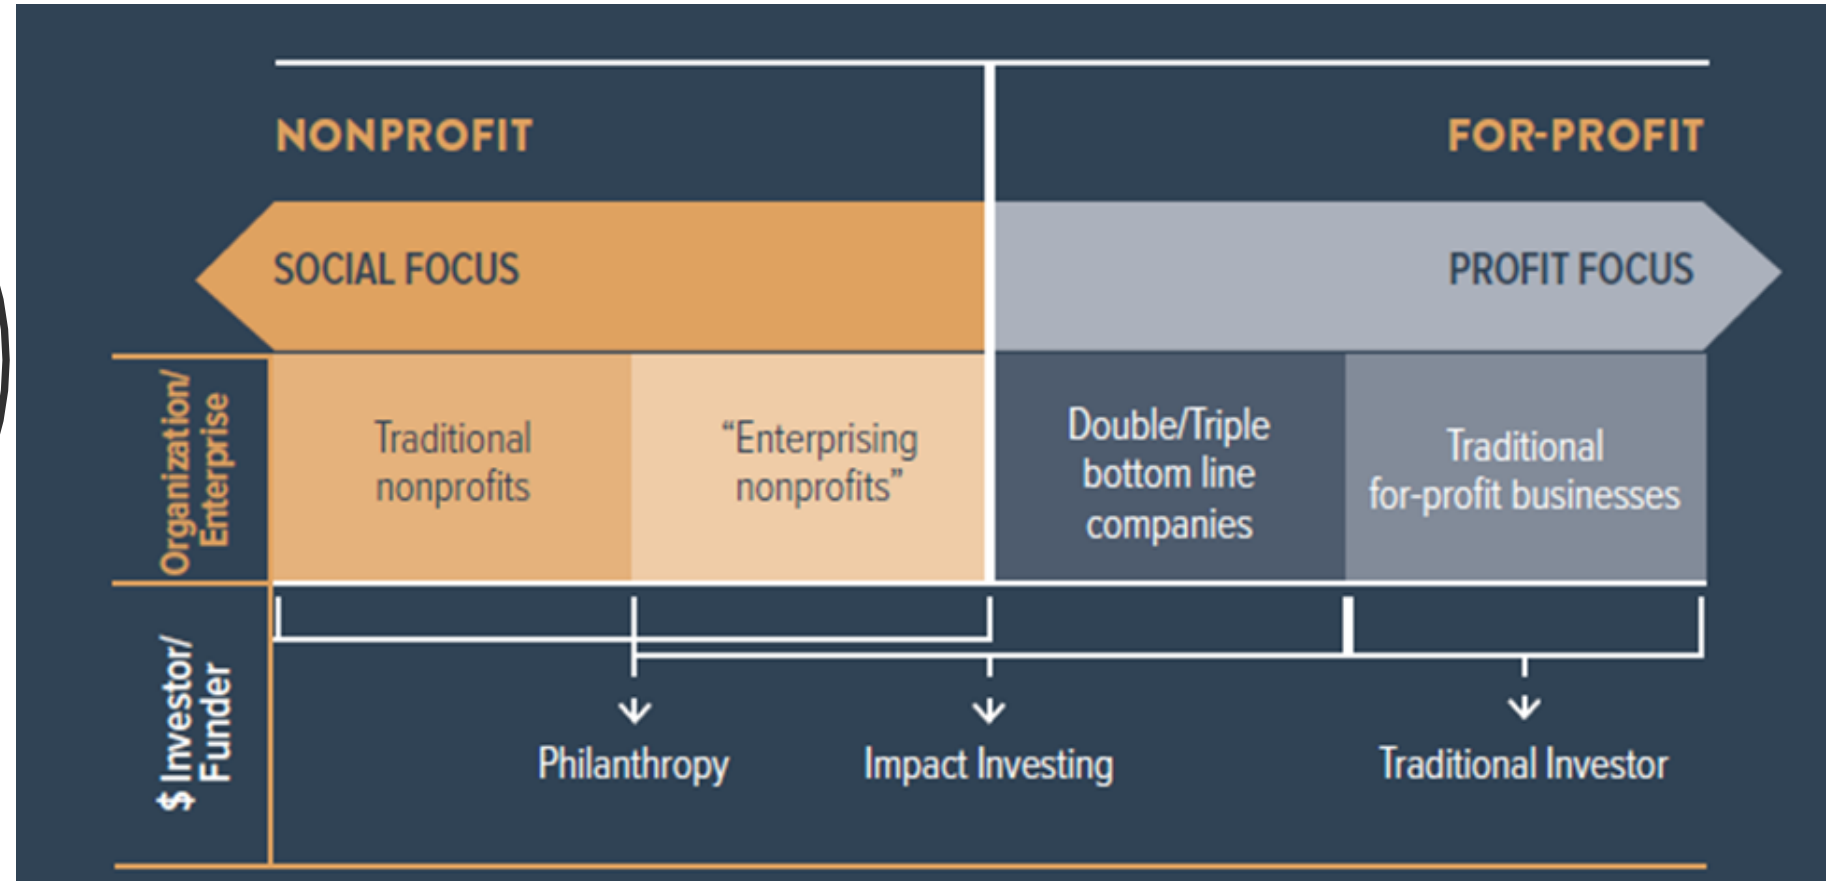 NONPROFIT
FOR-PROFIT
SOCIAL FOCUS
PROFIT FOCUS
Organization/
Enterprise
Traditional
nonprofits
“Enterprising
nonprofits”
Double/Triple
bottom line
companies
Traditional
for-profit businesses
$ Investor/
Funder
Philanthropy
Impact Investing
Traditional Investor